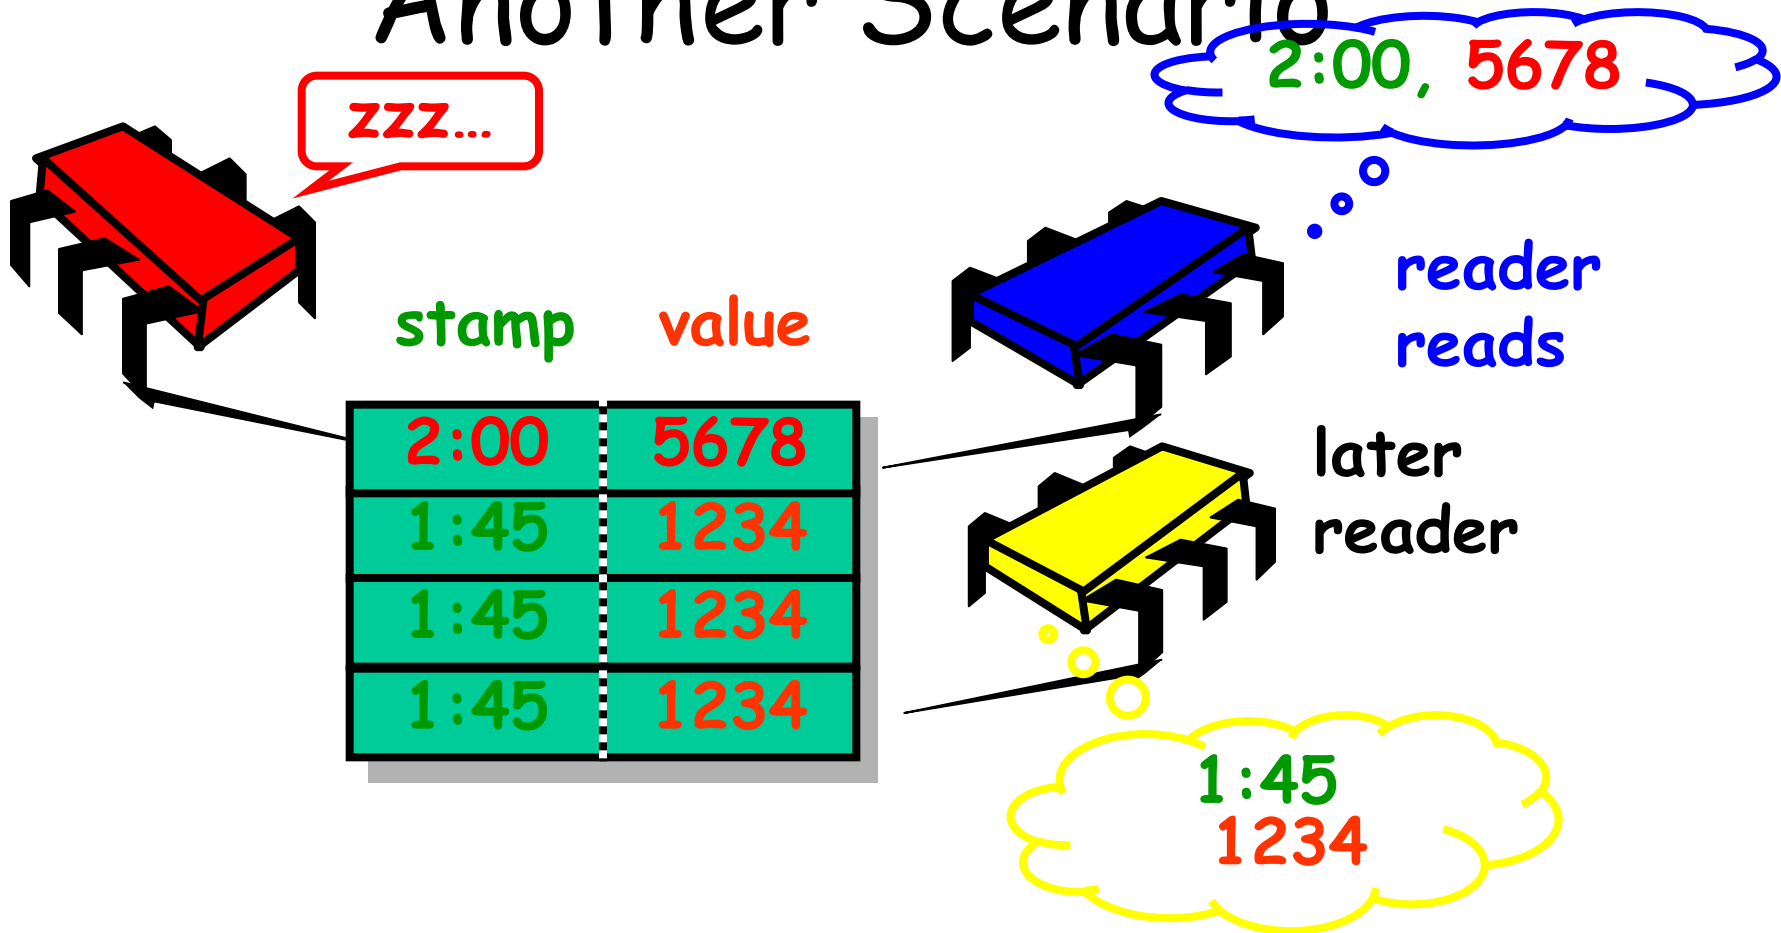 Another Scenario
2:00, 5678
zzz...
reader
reads
stamp value
2:00 5678
later
reader
1:45 1234
1:45 1234
1:45 1234
1:45
1234